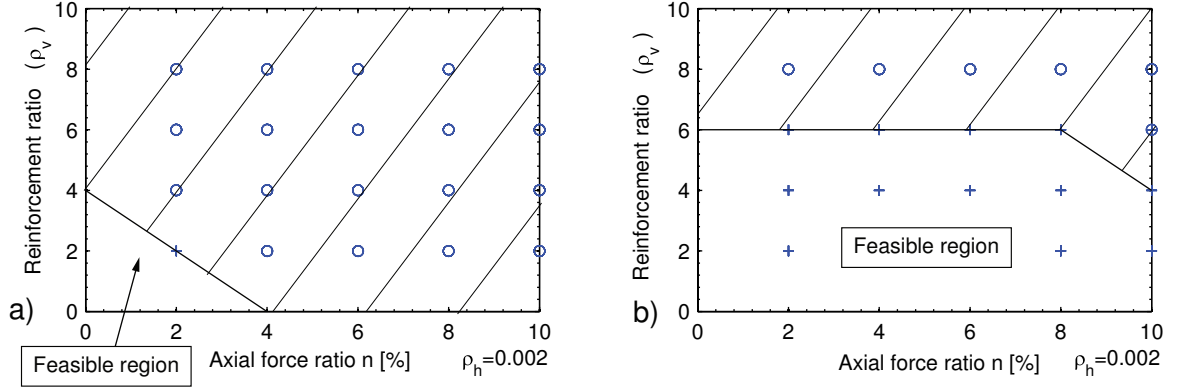 10
8
6
4
2
0
Reinforcement ratio (ρv)
0 2 4 6 8 10
a)
Feasible region
Axial force ratio n [%]
ρh=0.002
10
8
6
4
2
0
Reinforcement ratio (ρv)
Feasible region
0 2 4 6 8 10
b)
Axial force ratio n [%]
ρh=0.002